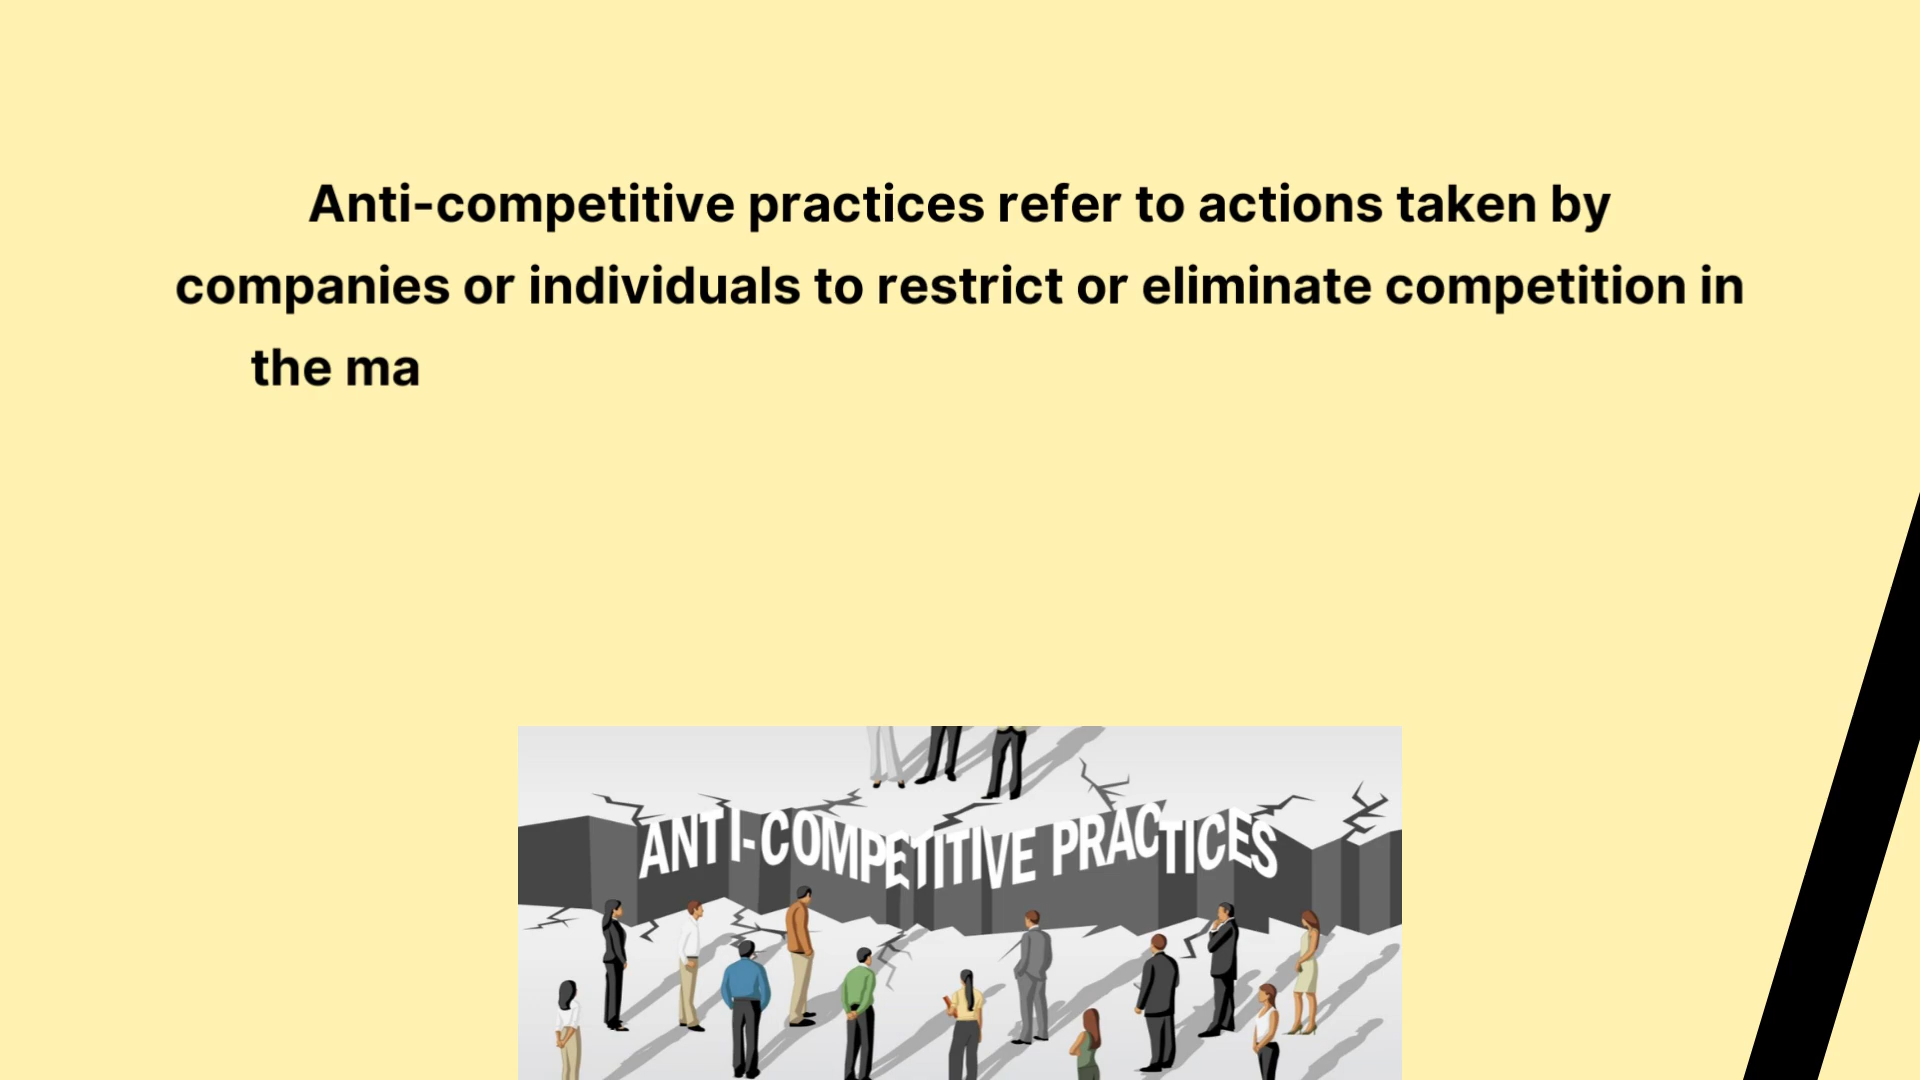 Anti-competitive practices refer to actions taken by
companies or individuals to restrict or eliminate competition in
the ma
ANTI-COMPETITIVE PRACTICES